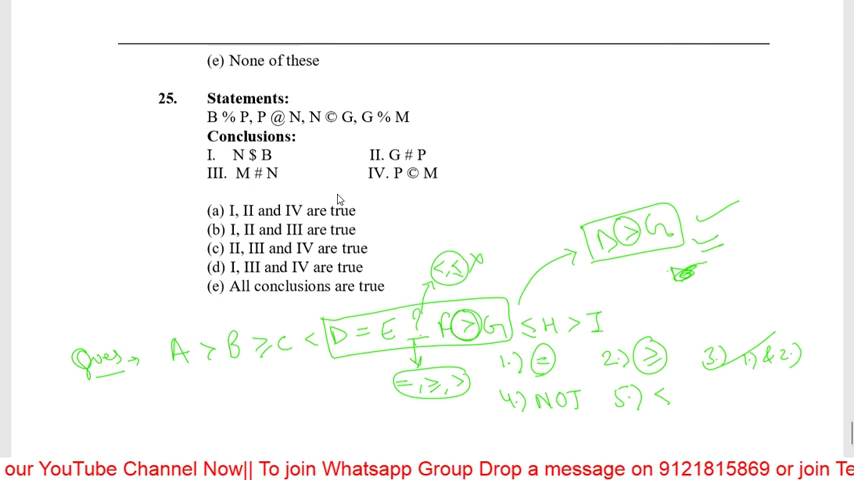 (e) None of these
25. Statements:
B % P, P @ N, N © G, G % M
Conclusions:
I. N $ B II. G # P
III. M # N IV. P © M
(a) I, II and IV are true
(b) I, II and III are true
(c) II, III and IV are true
(d) I, III and IV are true
(e) All conclusions are true
D > G
<, ≤ ×
Ques → A > B ≥ C < D = E ? F > G ≤ H > I
=, ≥, >
1.) = 2.) ≥ 3.) 1.) & 2.)
4.) NOT 5.) <
our YouTube Channel Now|| To join Whatsapp Group Drop a message on 9121815869 or join Te